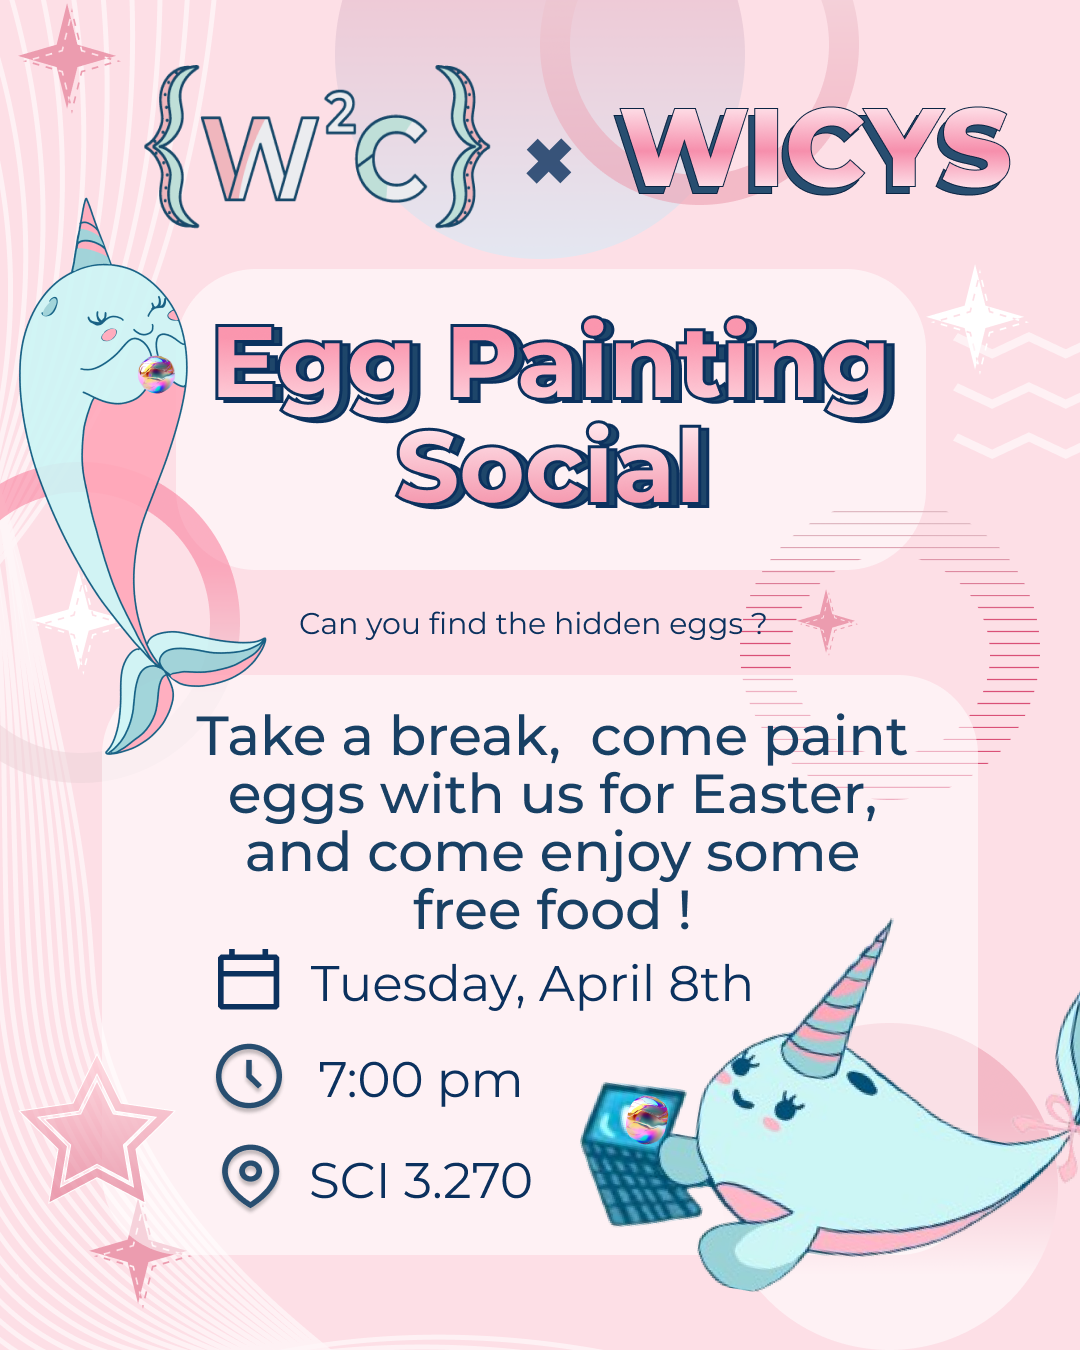 {W²C} × WICYS
Egg Painting
Social
Can you find the hidden eggs ?
Take a break,  come paint
eggs with us for Easter,
and come enjoy some
free food !
Tuesday, April 8th
7:00 pm
SCI 3.270